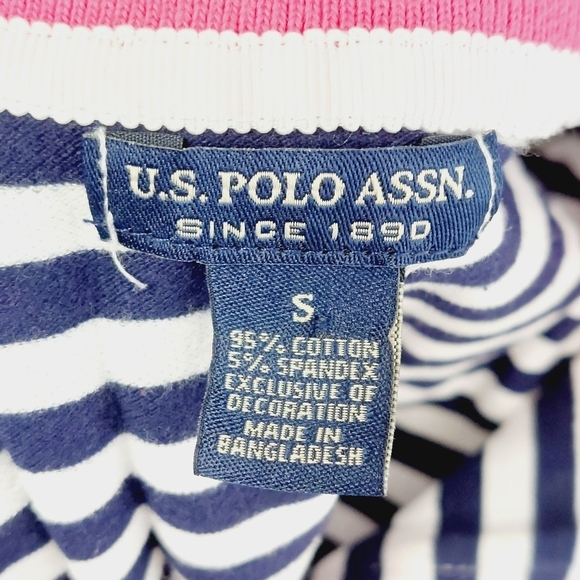 U.S. POLO ASSN.
SINCE 1890
S
95% COTTON
5% SPANDEX
EXCLUSIVE OF
DECORATION
MADE IN
BANGLADESH